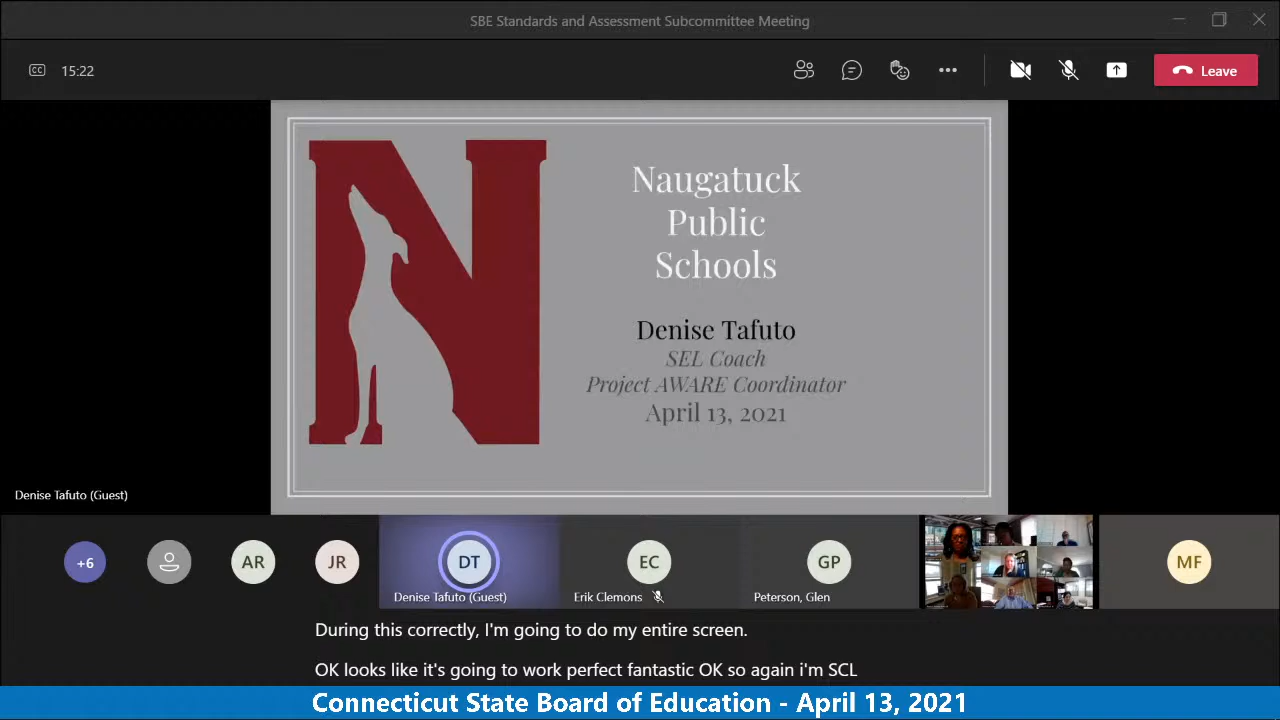 SBE Standards and Assessment Subcommittee Meeting
CC 15:22
Leave
N
Naugatuck
Public
Schools
Denise Tafuto
SEL Coach
Project AWARE Coordinator
April 13, 2021
Denise Tafuto (Guest)
+6
AR
JR
DT
EC
GP
MF
Denise Tafuto (Guest)
Erik Clemons
Peterson, Glen
During this correctly, I'm going to do my entire screen.
OK looks like it's going to work perfect fantastic OK so again i'm SCL
Connecticut State Board of Education - April 13, 2021